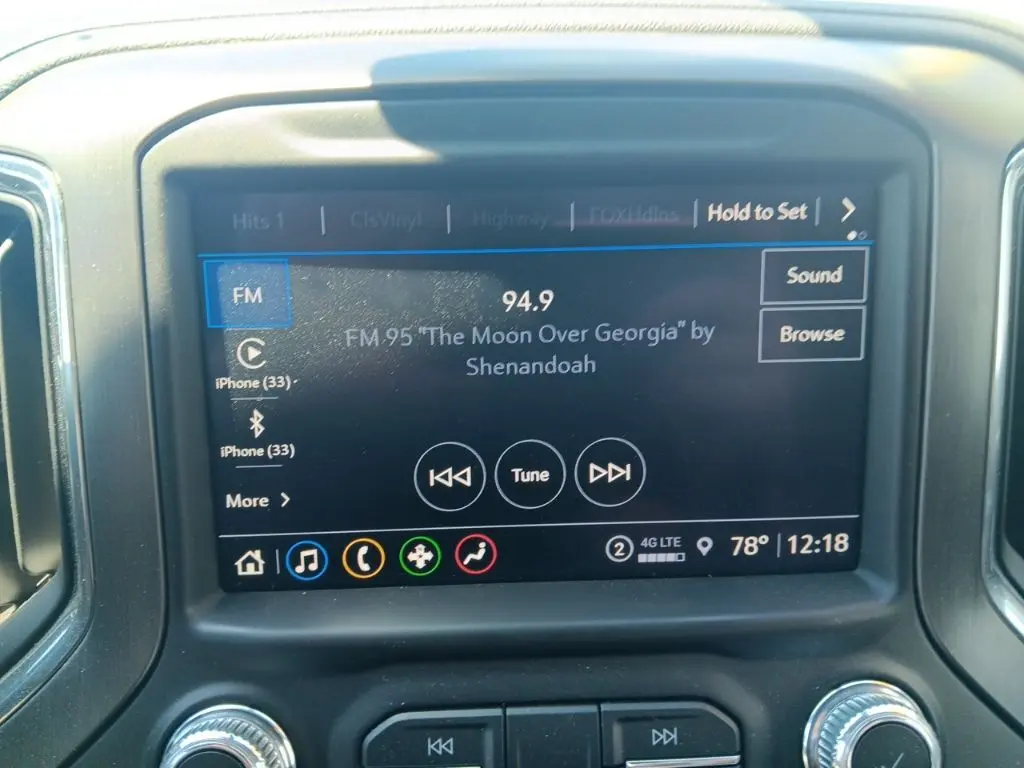 Hits 1 ClsVinyl Highway FOXHdlns Hold to Set
FM
Sound
94.9
FM 95 "The Moon Over Georgia" by
Shenandoah
Browse
iPhone (33)
iPhone (33)
Tune
More
2 4G LTE 78° 12:18